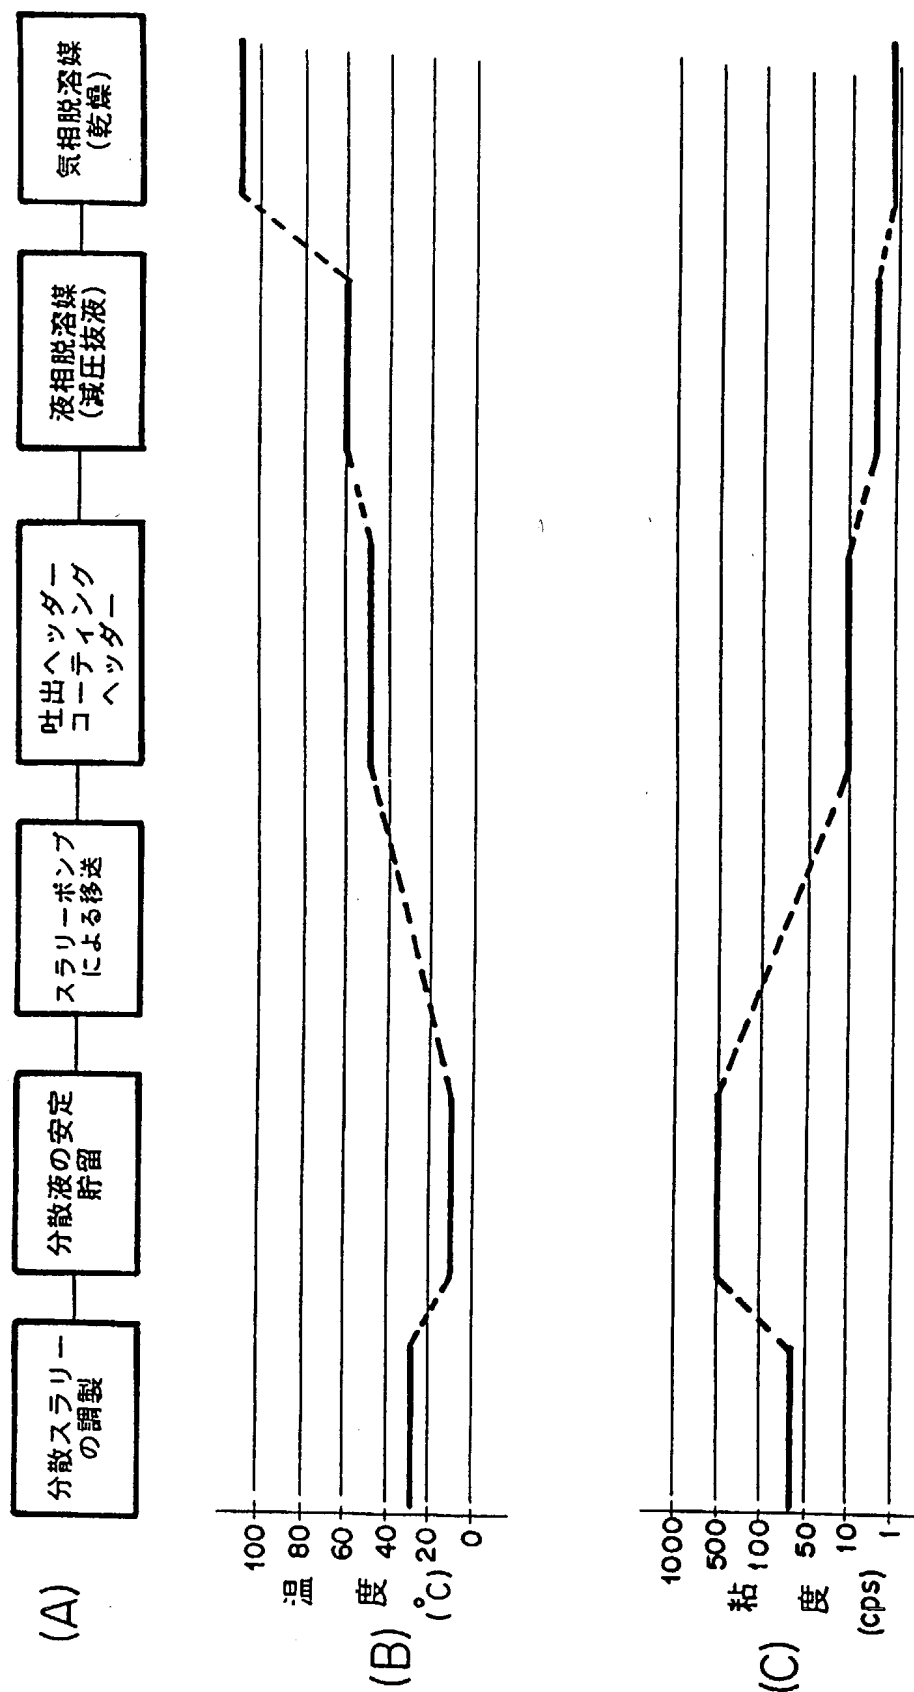 (A)
分散スラリー
の調製
分散液の安定
貯留
スラリーポンプ
による移送
吐出ヘッダー
コーティング
ヘッダー
液相脱溶媒
(減圧抜液)
気相脱溶媒
(乾燥)
(B)
温度
(°C)
100
80
60
40
20
0
(C)
粘度
(cps)
1000
500
100
50
10
1